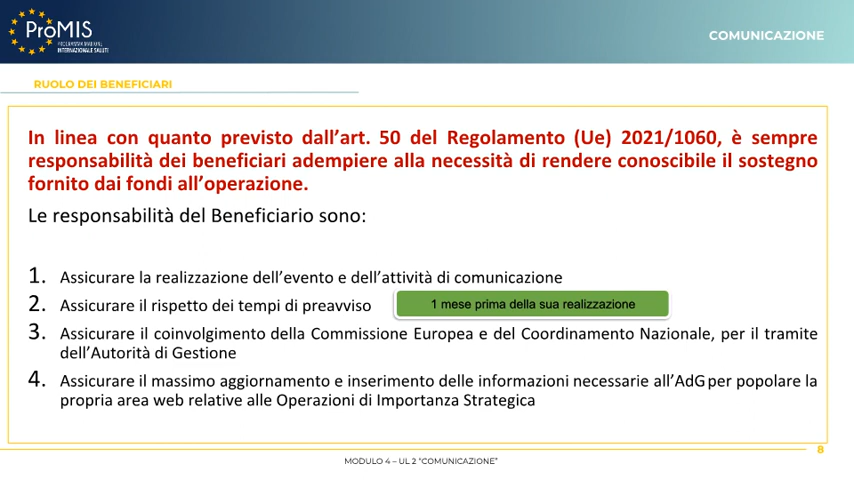 ProMIS
PROGRAMMA MATTONE
INTERNAZIONALE SALUTE
COMUNICAZIONE
RUOLO DEI BENEFICIARI
In linea con quanto previsto dall'art. 50 del Regolamento (Ue) 2021/1060, è sempre
responsabilità dei beneficiari adempiere alla necessità di rendere conoscibile il sostegno
fornito dai fondi all'operazione.
Le responsabilità del Beneficiario sono:
1. Assicurare la realizzazione dell'evento e dell'attività di comunicazione
2. Assicurare il rispetto dei tempi di preavviso 1 mese prima della sua realizzazione
3. Assicurare il coinvolgimento della Commissione Europea e del Coordinamento Nazionale, per il tramite
dell'Autorità di Gestione
4. Assicurare il massimo aggiornamento e inserimento delle informazioni necessarie all'AdG per popolare la
propria area web relative alle Operazioni di Importanza Strategica
8
MODULO 4 – UL 2 "COMUNICAZIONE"